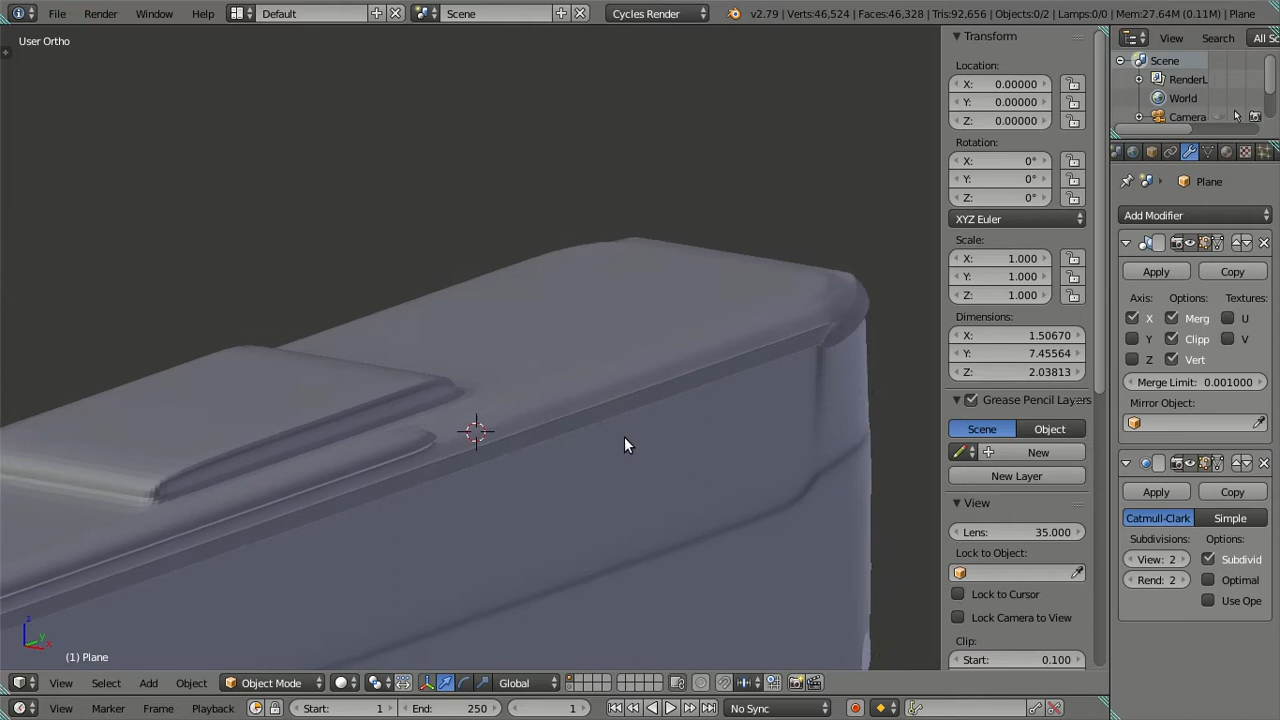 File Render Window Help Default Scene Cycles Render v2.79 | Verts:46,524 | Faces:46,328 | Tris:92,656 | Objects:0/2 | Lamps:0/0 | Mem:27.64M (0.11M) | Plane
User Ortho
Transform
Location:
X: 0.00000
Y: 0.00000
Z: 0.00000
Rotation:
X: 0°
Y: 0°
Z: 0°
XYZ Euler
Scale:
X: 1.000
Y: 1.000
Z: 1.000
Dimensions:
X: 1.50670
Y: 7.45564
Z: 2.03813
Grease Pencil Layers
Scene Object
New
New Layer
View
Lens: 35.000
Lock to Object:
Lock to Cursor
Lock Camera to View
Clip:
Start: 0.100
View Search All Sc
Scene
RenderL
World
Camera
Plane
Add Modifier
Apply Copy
Axis: Options: Textures:
X Merg U
Y Clipp V
Z Vert
Merge Limit: 0.001000
Mirror Object:
Apply Copy
Catmull-Clark Simple
Subdivisions: Options:
View: 2 Subdivid
Rend: 2 Optimal
Use Ope
z
y
x
(1) Plane
View Select Add Object Object Mode Global
View Marker Frame Playback Start: 1 End: 250 1 No Sync